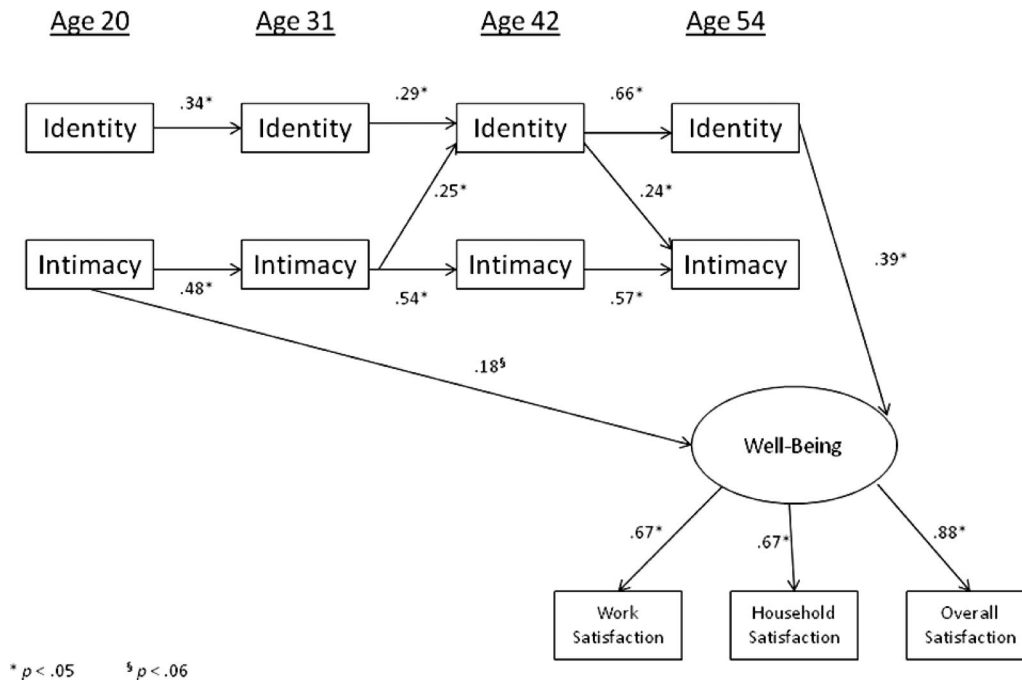 Age 20 Age 31 Age 42 Age 54
.34* .29* .66*
Identity Identity Identity Identity
.25* .24*
Intimacy Intimacy Intimacy Intimacy
.48* .54* .57*
.39*
.18§
Well-Being
.67* .67* .88*
Work
Satisfaction
Household
Satisfaction
Overall
Satisfaction
* p < .05 § p < .06